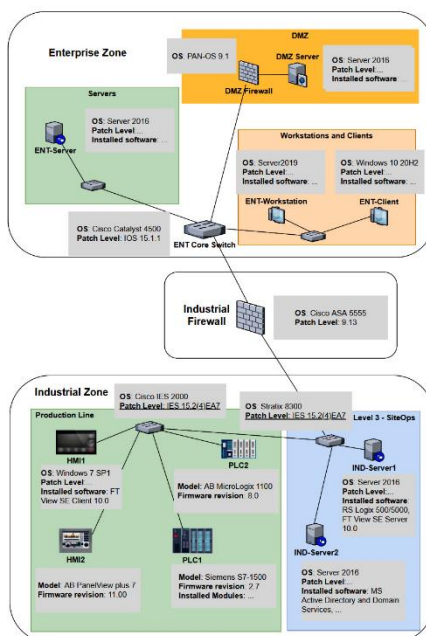 DMZ
Enterprise Zone
OS: PAN-OS 9.1
DMZ Server
OS: Server 2016
Patch Level:...
Installed software: ...
DMZ Firewall
Servers
OS: Server 2016
Patch Level:...
Installed software: ...
ENT-Server
Workstations and Clients
OS: Server2019
Patch Level:...
Installed software: ...
OS: Windows 10 20H2
Patch Level:...
Installed software: ...
ENT-Workstation
ENT-Client
OS: Cisco Catalyst 4500
Patch Level: IOS 15.1.1
ENT Core Switch
Industrial
Firewall
OS: Cisco ASA 5555
Patch Level: 9.13
Industrial Zone
OS: Cisco IES 2000
Patch Level: IES 15.2(4)EA7
OS: Stratix 8300
Patch Level: IES 15.2(4)EA7
Production Line
Level 3 - SiteOps
HMI1
OS: Windows 7 SP1
Patch Level:...
Installed software: FT
View SE Client 10.0
PLC2
Model: AB MicroLogix 1100
Firmware revision: 8.0
IND-Server1
OS: Server 2016
Patch Level:...
Installed software:
RS Logix 500/5000,
FT View SE Server
10.0
HMI2
Model: AB PanelView plus 7
Firmware revision: 11.00
PLC1
Model: Siemens S7-1500
Firmware revision: 2.7
Installed Modules: ...
IND-Server2
OS: Server 2016
Patch Level:...
Installed software: MS
Active Directory and Domain
Services, ...